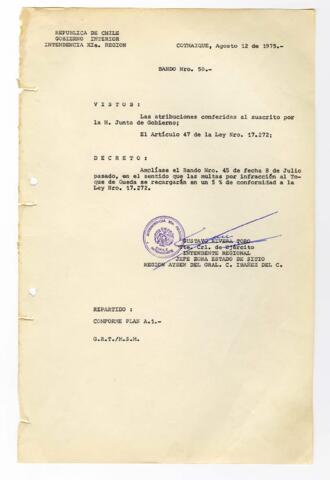 REPUBLICA DE CHILE
GOBIERNO INTERIOR
INTENDENCIA XIa. REGION
COYHAIQUE, Agosto 12 de 1975.-
BANDO Nro. 50.-
V I S T O S :
Las atribuciones conferidas al suscrito por
la H. Junta de Gobierno;
El Artículo 47 de la Ley Nro. 17.272;
D E C R E T O :
Amplíase el Bando Nro. 45 de fecha 8 de Julio
pasado, en el sentido que las multas por infracción al To-
que de Queda se recargarán en un 5 % de conformidad a la
Ley Nro. 17.272.
GUSTAVO RIVERA TORO
Tte. Crl. de Ejército
INTENDENTE REGIONAL
JEFE ZONA ESTADO DE SITIO
REGION AYSEN DEL GRAL. C. IBAÑEZ DEL C.
REPARTIDO :
CONFORME PLAN A.1.-
G.R.T./M.S.M.